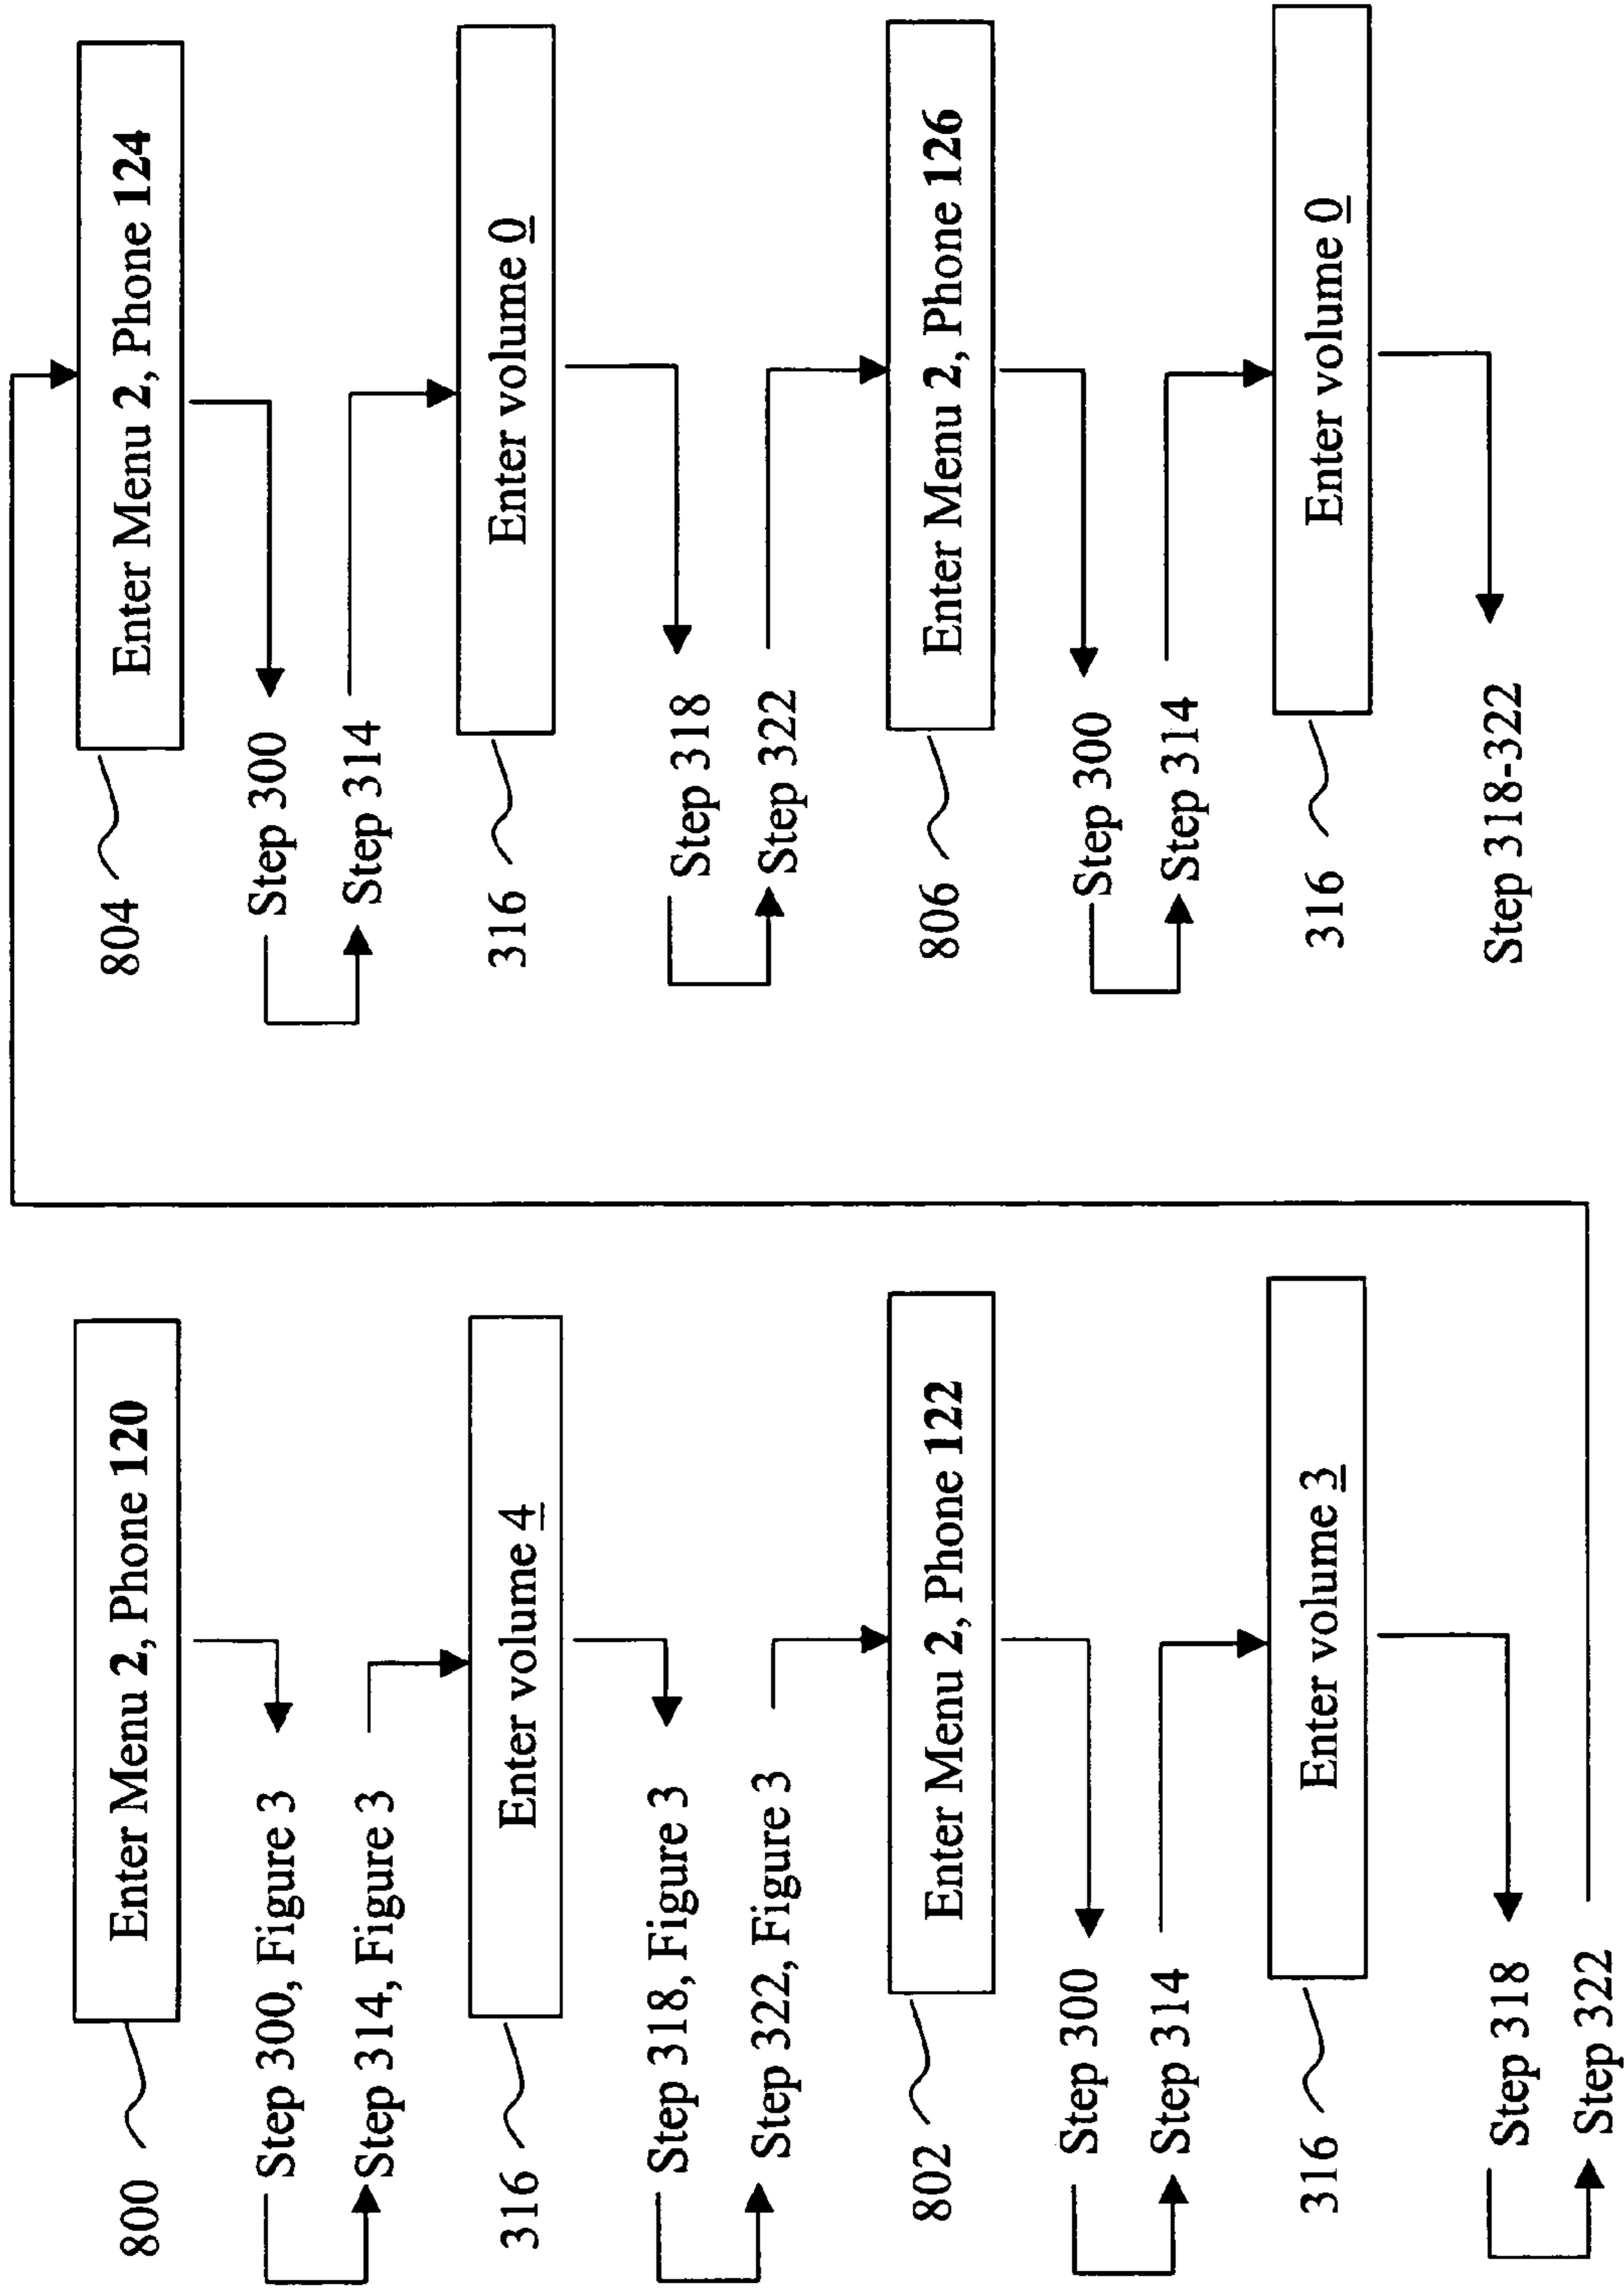 800
Enter Menu 2, Phone 120
Step 300, Figure 3
Step 314, Figure 3
316
Enter volume 4
Step 318, Figure 3
Step 322, Figure 3
802
Enter Menu 2, Phone 122
Step 300
Step 314
316
Enter volume 3
Step 318
Step 322
804
Enter Menu 2, Phone 124
Step 300
Step 314
316
Enter volume 0
Step 318
Step 322
806
Enter Menu 2, Phone 126
Step 300
Step 314
316
Enter volume 0
Step 318-322